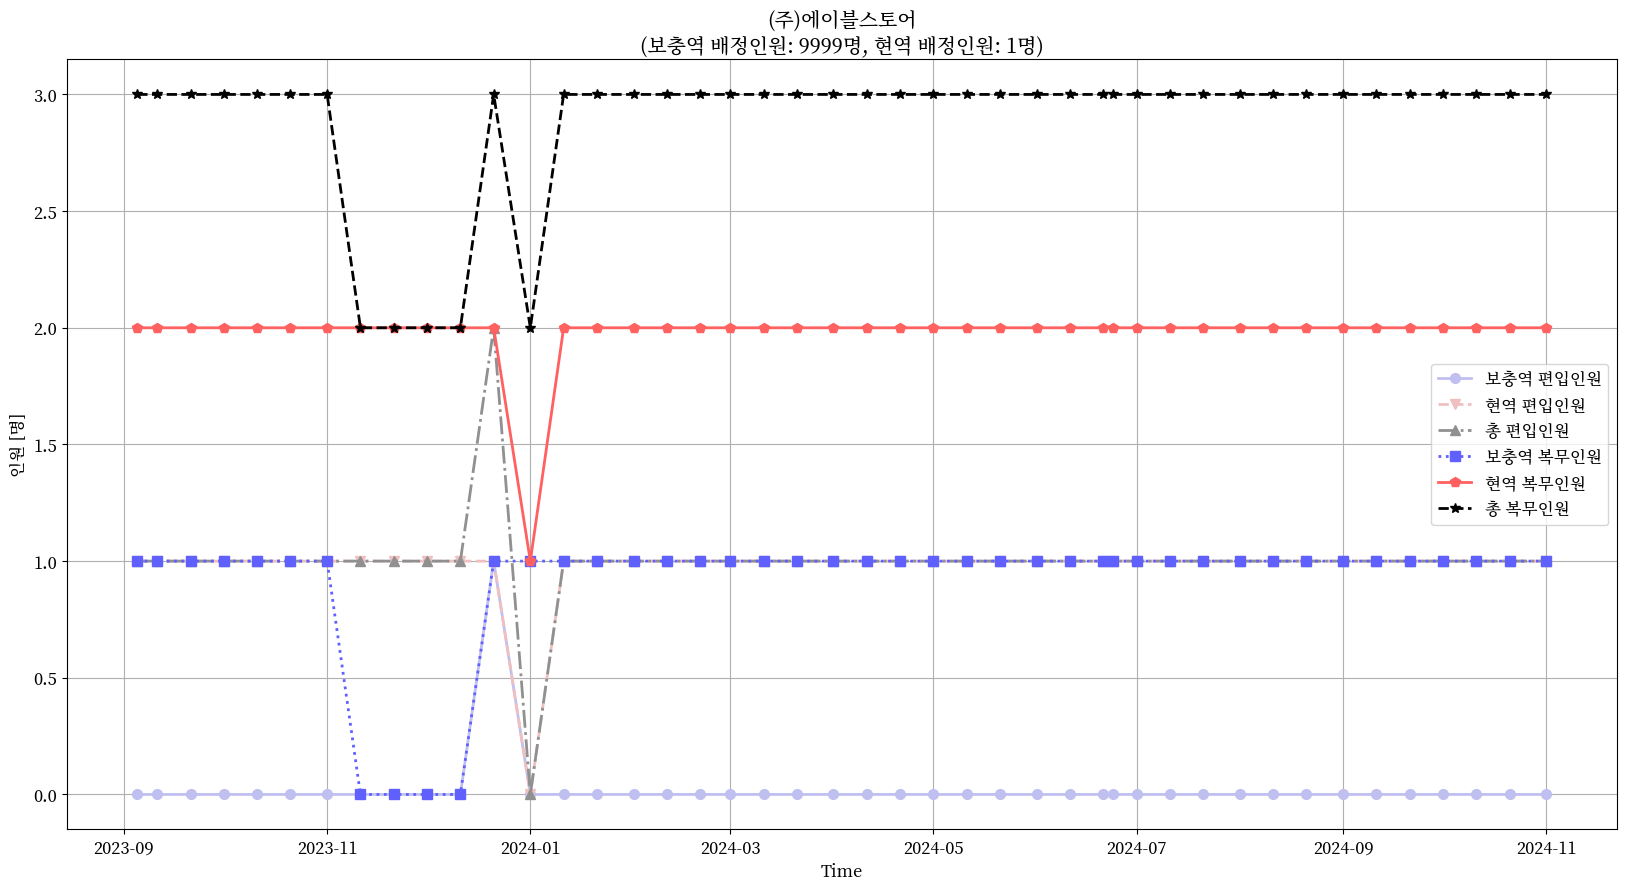 (주)에이블스토어
(보충역 배정인원: 9999명, 현역 배정인원: 1명)
인원 [명]
3.0
2.5
2.0
1.5
1.0
0.5
0.0
보충역 편입인원
현역 편입인원
총 편입인원
보충역 복무인원
현역 복무인원
총 복무인원
2023-09
2023-11
2024-01
2024-03
2024-05
2024-07
2024-09
2024-11
Time